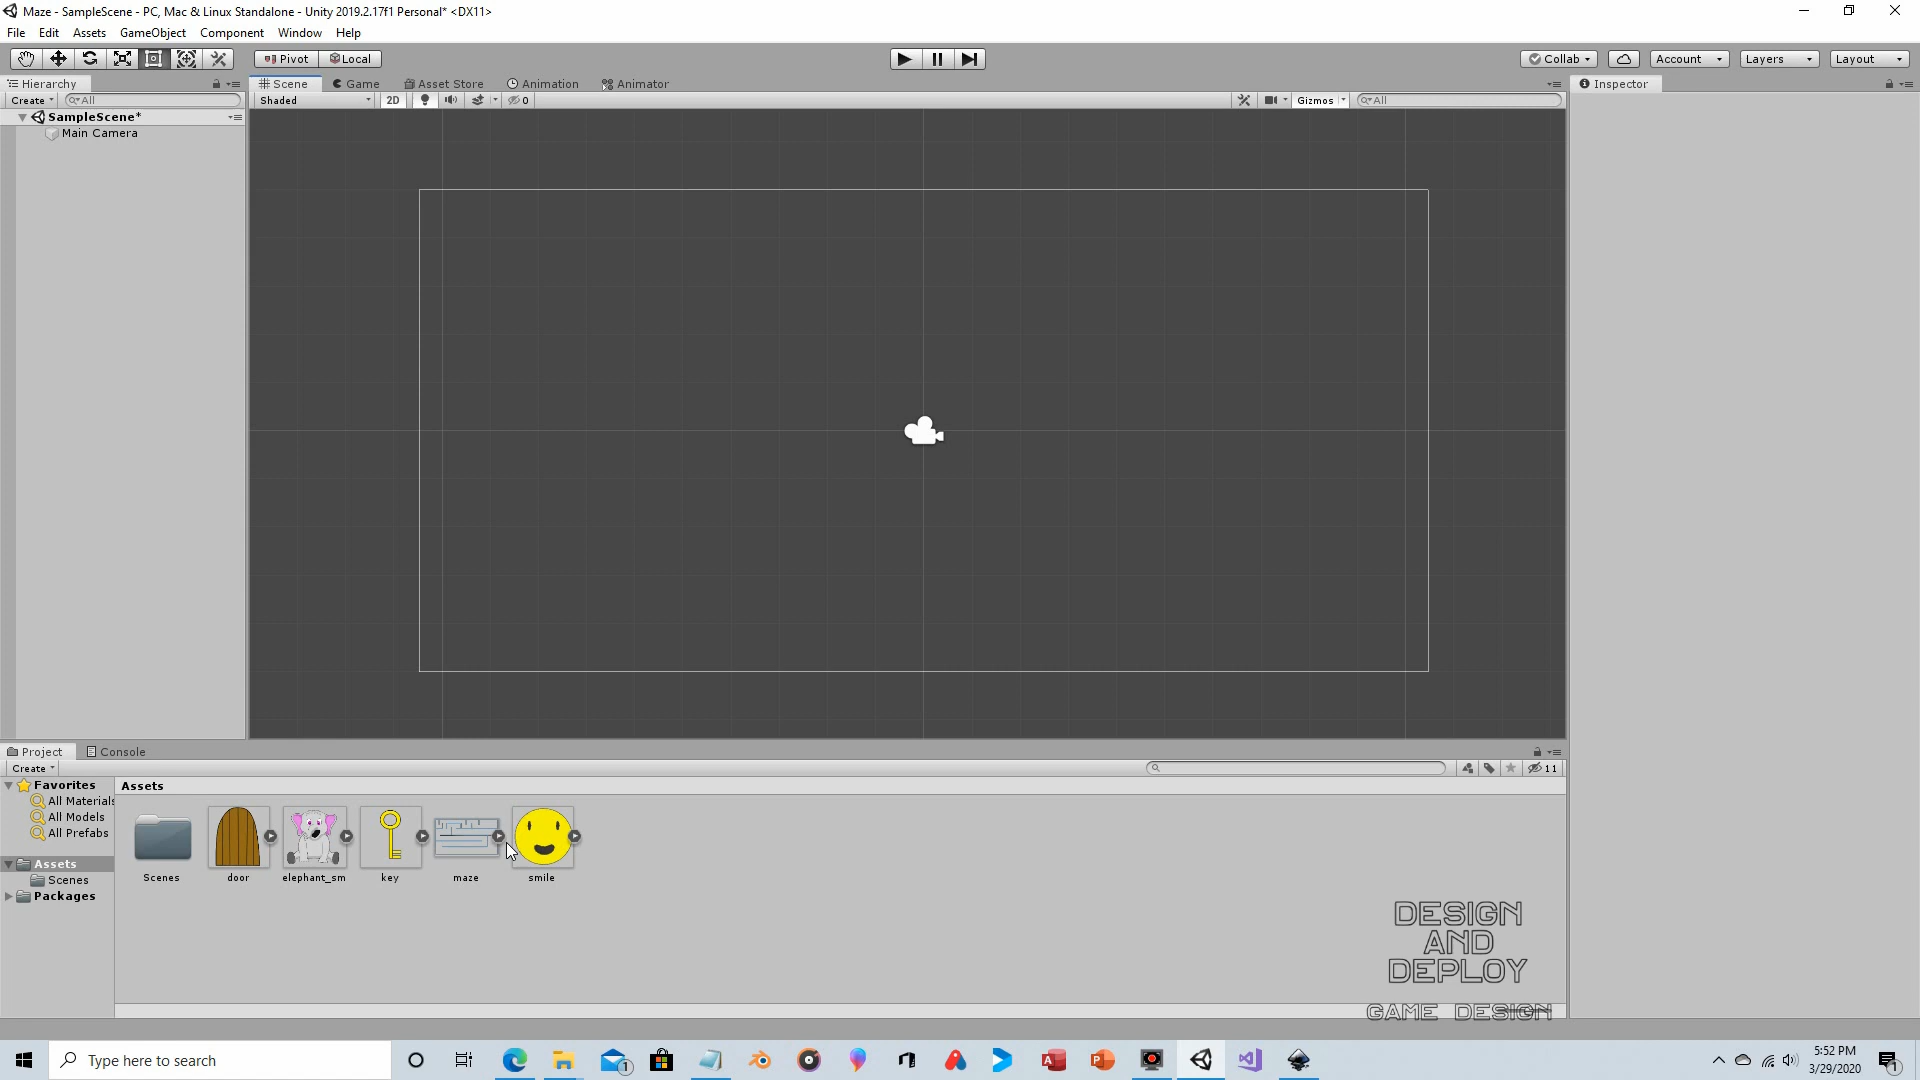 Maze - SampleScene - PC, Mac & Linux Standalone - Unity 2019.2.17f1 Personal* <DX11>
File Edit Assets GameObject Component Window Help
Pivot Local Collab Account Layers Layout
Hierarchy Scene Game Asset Store Animation Animator Inspector
Create All Shaded 2D 0 Gizmos All
SampleScene*
Main Camera
Project Console
Create 11
Favorites Assets
All Materials
All Models
All Prefabs
Assets
Scenes
Packages
Scenes door elephant_sm key maze smile
DESIGN
AND
DEPLOY
GAME DESIGN
Type here to search
1
5:52 PM
3/29/2020
1